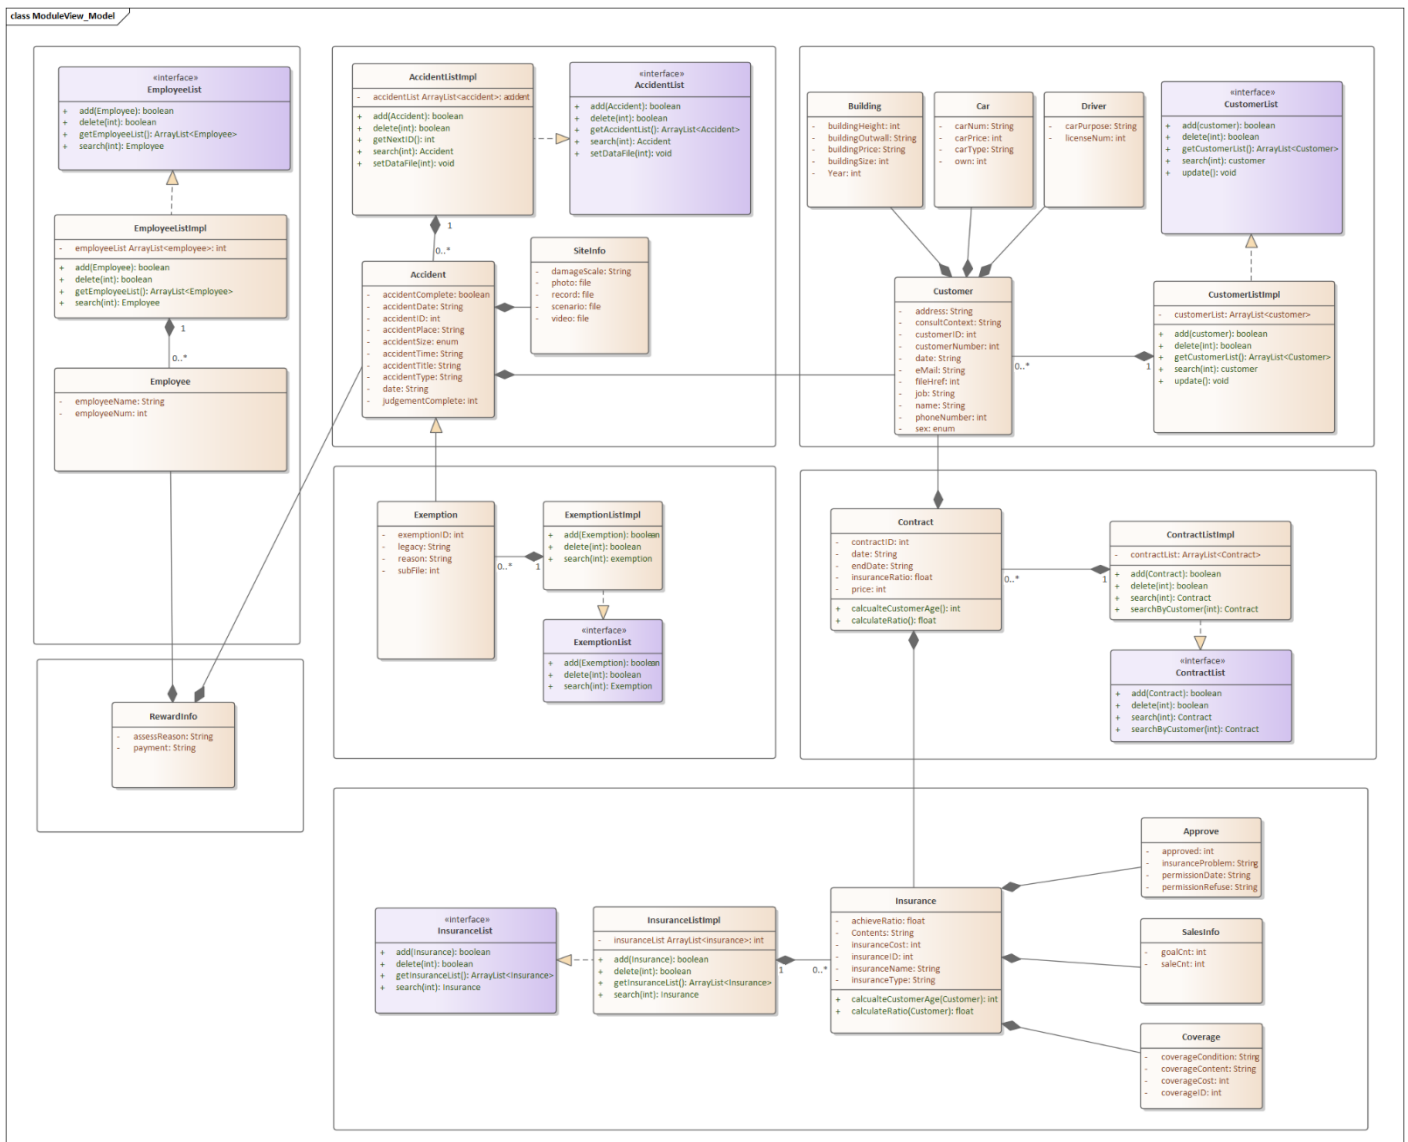 class ModuleView_Model
«interface»
EmployeeList
+ add(Employee): boolean
+ delete(int): boolean
+ getEmployeeList(): ArrayList<Employee>
+ search(int): Employee
EmployeeListImpl
- employeeList ArrayList<employee>: int
+ add(Employee): boolean
+ delete(int): boolean
+ getEmployeeList(): ArrayList<Employee>
+ search(int): Employee
1
0..*
Employee
- employeeName: String
- employeeNum: int
RewardInfo
- assessReason: String
- payment: String
AccidentListImpl
- accidentList ArrayList<accident>: accident
+ add(Accident): boolean
+ delete(int): boolean
+ getNextID(): int
+ search(int): Accident
+ setDataFile(int): void
«interface»
AccidentList
+ add(Accident): boolean
+ delete(int): boolean
+ getAccidentList(): ArrayList<Accident>
+ search(int): Accident
+ setDataFile(int): void
1
0..*
Accident
- accidentComplete: boolean
- accidentDate: String
- accidentID: int
- accidentPlace: String
- accidentSize: enum
- accidentTime: String
- accidentTitle: String
- accidentType: String
- date: String
- judgementComplete: int
SiteInfo
- damageScale: String
- photo: file
- record: file
- scenario: file
- video: file
Exemption
- exemptionID: int
- legacy: String
- reason: String
- subFile: int
0..*
1
ExemptionListImpl
+ add(Exemption): boolean
+ delete(int): boolean
+ search(int): exemption
«interface»
ExemptionList
+ add(Exemption): boolean
+ delete(int): boolean
+ search(int): Exemption
Building
- buildingHeight: int
- buildingOutwall: String
- buildingPrice: String
- buildingSize: int
- Year: int
Car
- carNum: String
- carPrice: int
- carType: String
- own: int
Driver
- carPurpose: String
- licenseNum: int
«interface»
CustomerList
+ add(customer): boolean
+ delete(int): boolean
+ getCustomerList(): ArrayList<Customer>
+ search(int): customer
+ update(): void
Customer
- address: String
- consultContext: String
- customerID: int
- customerNumber: int
- date: String
- eMail: String
- fileHref: int
- job: String
- name: String
- phoneNumber: int
- sex: enum
0..*
1
CustomerListImpl
- customerList: ArrayList<customer>
+ add(customer): boolean
+ delete(int): boolean
+ getCustomerList(): ArrayList<Customer>
+ search(int): customer
+ update(): void
Contract
- contractID: int
- date: String
- endDate: String
- insuranceRatio: float
- price: int
+ calcualteCustomerAge(): int
+ calculateRatio(): float
0..*
1
ContractListImpl
- contractList: ArrayList<Contract>
+ add(Contract): boolean
+ delete(int): boolean
+ search(int): Contract
+ searchByCustomer(int): Contract
«interface»
ContractList
+ add(Contract): boolean
+ delete(int): boolean
+ search(int): Contract
+ searchByCustomer(int): Contract
«interface»
InsuranceList
+ add(Insurance): boolean
+ delete(int): boolean
+ getInsuranceList(): ArrayList<Insurance>
+ search(int): Insurance
InsuranceListImpl
- insuranceList ArrayList<insurance>: int
+ add(Insurance): boolean
+ delete(int): boolean
+ getInsuranceList(): ArrayList<Insurance>
+ search(int): Insurance
1
0..*
Insurance
- achieveRatio: float
- Contents: String
- insuranceCost: int
- insuranceID: int
- insuranceName: String
- insuranceType: String
+ calcualteCustomerAge(Customer): int
+ calculateRatio(Customer): float
Approve
- approved: int
- insuranceProblem: String
- permissionDate: String
- permissionRefuse: String
SalesInfo
- goalCnt: int
- saleCnt: int
Coverage
- coverageCondition: String
- coverageContent: String
- coverageCost: int
- coverageID: int